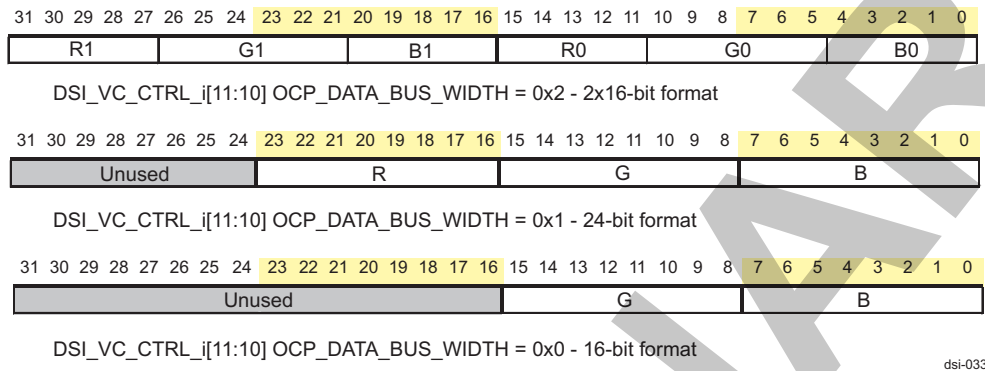 31 30 29 28 27 26 25 24 23 22 21 20 19 18 17 16 15 14 13 12 11 10 9 8 7 6 5 4 3 2 1 0
R1 G1 B1 R0 G0 B0
DSI_VC_CTRL_i[11:10] OCP_DATA_BUS_WIDTH = 0x2 - 2x16-bit format
31 30 29 28 27 26 25 24 23 22 21 20 19 18 17 16 15 14 13 12 11 10 9 8 7 6 5 4 3 2 1 0
Unused R G B
DSI_VC_CTRL_i[11:10] OCP_DATA_BUS_WIDTH = 0x1 - 24-bit format
31 30 29 28 27 26 25 24 23 22 21 20 19 18 17 16 15 14 13 12 11 10 9 8 7 6 5 4 3 2 1 0
Unused G B
DSI_VC_CTRL_i[11:10] OCP_DATA_BUS_WIDTH = 0x0 - 16-bit format
dsi-033